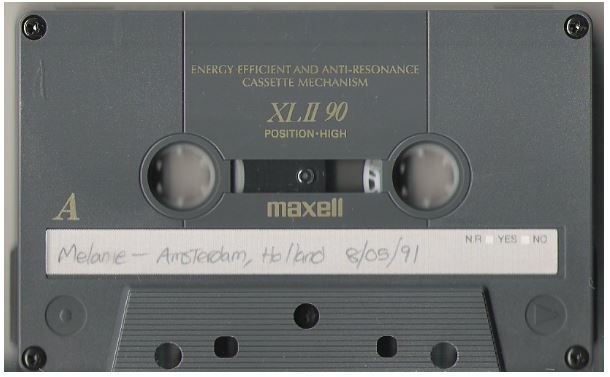 ENERGY EFFICIENT AND ANTI-RESONANCE
CASSETTE MECHANISM
XLII 90
POSITION·HIGH
A
maxell
N.R YES NO
Melanie - Amsterdam, Holland 8/05/91